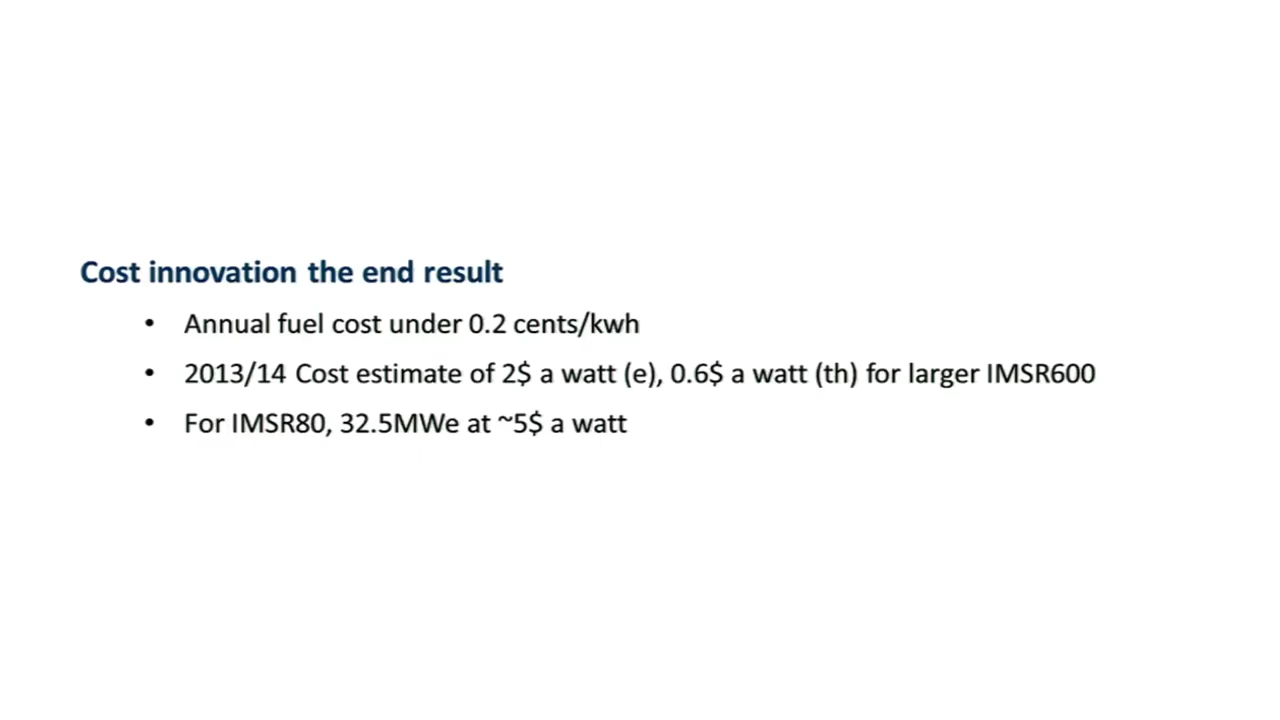 Cost innovation the end result
• Annual fuel cost under 0.2 cents/kwh
• 2013/14 Cost estimate of 2$ a watt (e), 0.6$ a watt (th) for larger IMSR600
• For IMSR80, 32.5MWe at ~5$ a watt